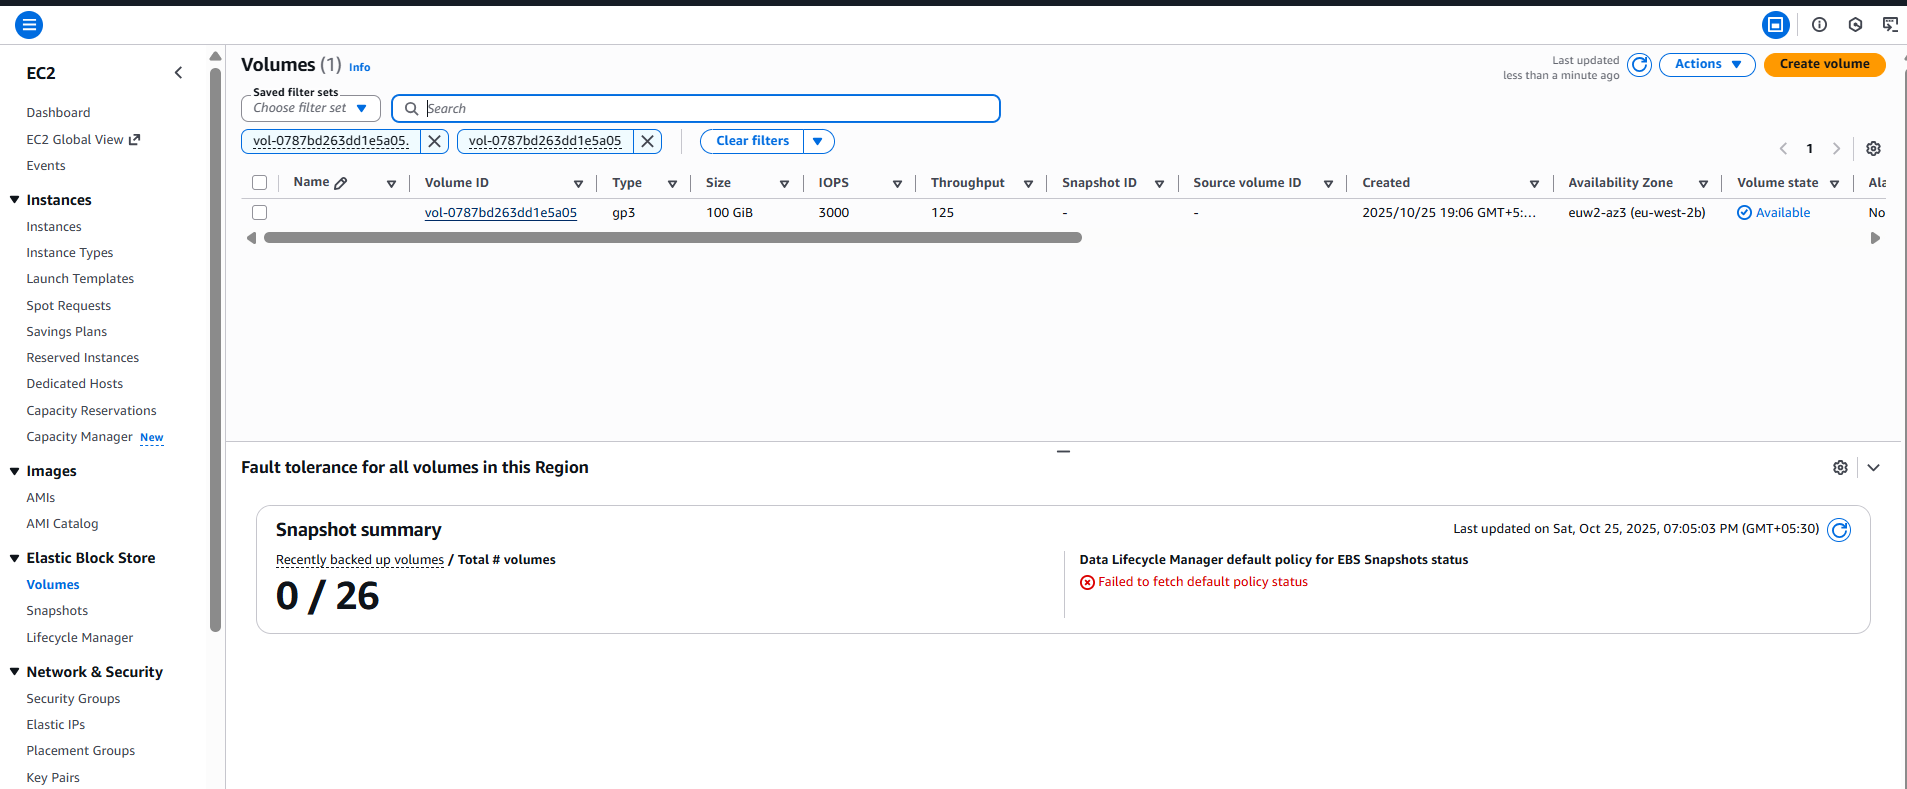 EC2
Dashboard
EC2 Global View
Events
Instances
Instances
Instance Types
Launch Templates
Spot Requests
Savings Plans
Reserved Instances
Dedicated Hosts
Capacity Reservations
Capacity Manager New
Images
AMIs
AMI Catalog
Elastic Block Store
Volumes
Snapshots
Lifecycle Manager
Network & Security
Security Groups
Elastic IPs
Placement Groups
Key Pairs
Volumes (1) Info
Last updated
less than a minute ago
Actions
Create volume
Saved filter sets
Choose filter set
Search
vol-0787bd263dd1e5a05. vol-0787bd263dd1e5a05 Clear filters
1
Name Volume ID Type Size IOPS Throughput Snapshot ID Source volume ID Created Availability Zone Volume state Ala
vol-0787bd263dd1e5a05 gp3 100 GiB 3000 125 - - 2025/10/25 19:06 GMT+5:... euw2-az3 (eu-west-2b) Available No
Fault tolerance for all volumes in this Region
Snapshot summary
Last updated on Sat, Oct 25, 2025, 07:05:03 PM (GMT+05:30)
Recently backed up volumes / Total # volumes
0 / 26
Data Lifecycle Manager default policy for EBS Snapshots status
Failed to fetch default policy status